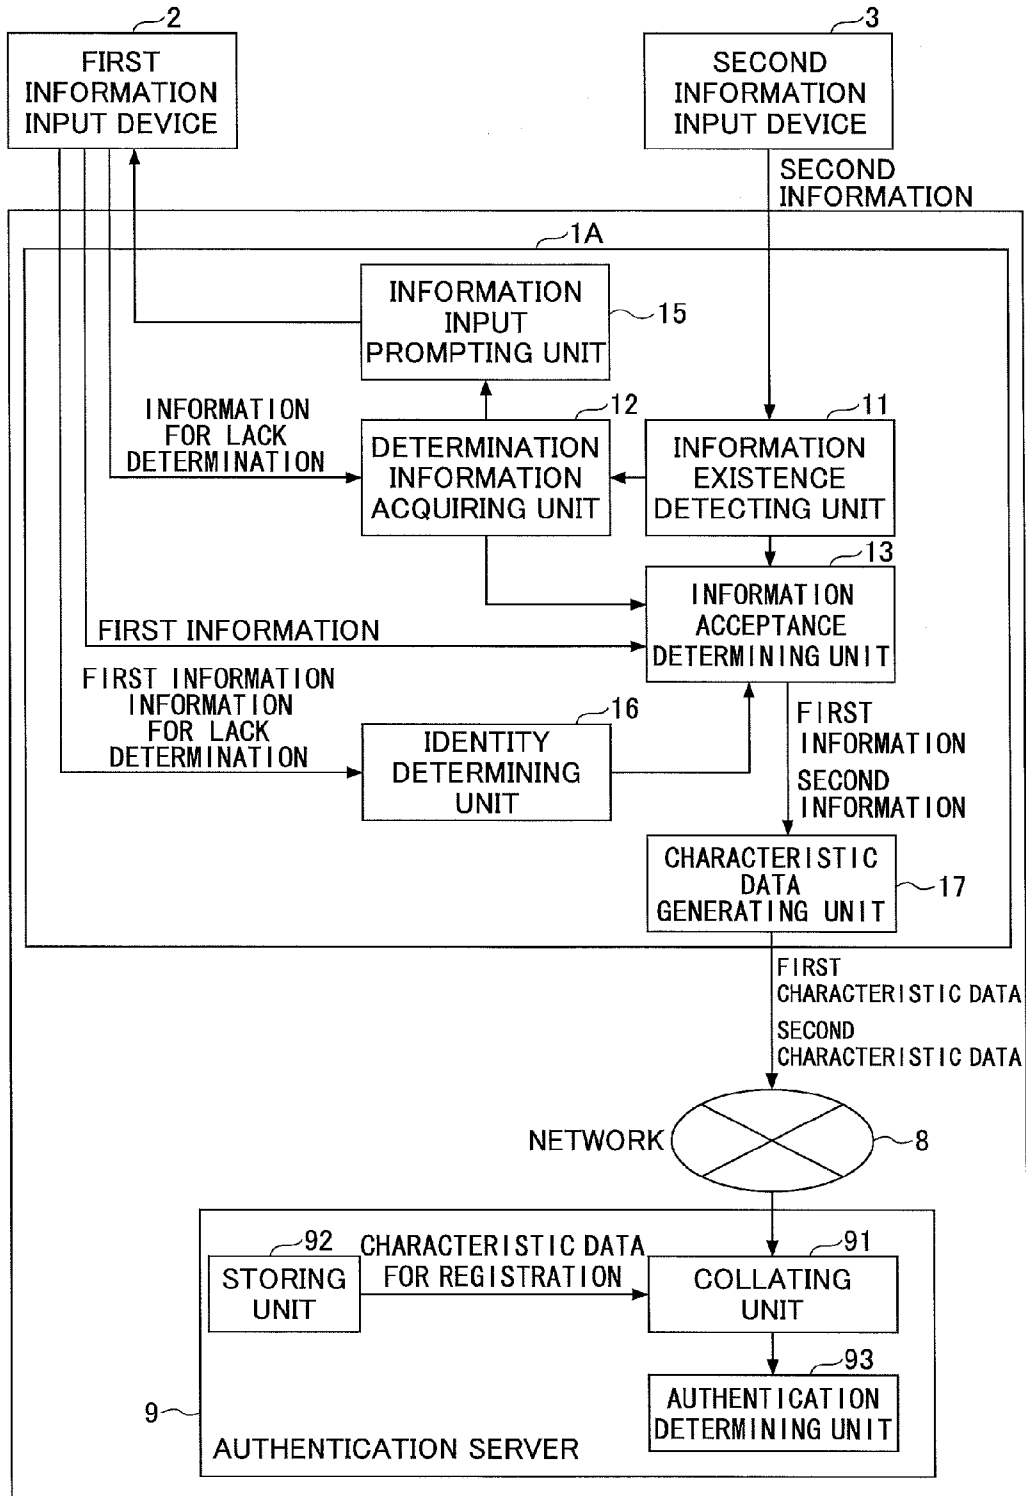 2
FIRST
INFORMATION
INPUT DEVICE
3
SECOND
INFORMATION
INPUT DEVICE
SECOND
INFORMATION
1A
INFORMATION
INPUT
PROMPTING UNIT
15
INFORMATION
FOR LACK
DETERMINATION
12
DETERMINATION
INFORMATION
ACQUIRING UNIT
11
INFORMATION
EXISTENCE
DETECTING UNIT
13
INFORMATION
ACCEPTANCE
DETERMINING UNIT
FIRST INFORMATION
FIRST INFORMATION
INFORMATION
FOR LACK
DETERMINATION
16
IDENTITY
DETERMINING
UNIT
FIRST
INFORMATION
SECOND
INFORMATION
CHARACTERISTIC
DATA
GENERATING UNIT
17
FIRST
CHARACTERISTIC DATA
SECOND
CHARACTERISTIC DATA
NETWORK
8
92
STORING
UNIT
CHARACTERISTIC DATA
FOR REGISTRATION
91
COLLATING
UNIT
93
AUTHENTICATION
DETERMINING UNIT
9
AUTHENTICATION SERVER